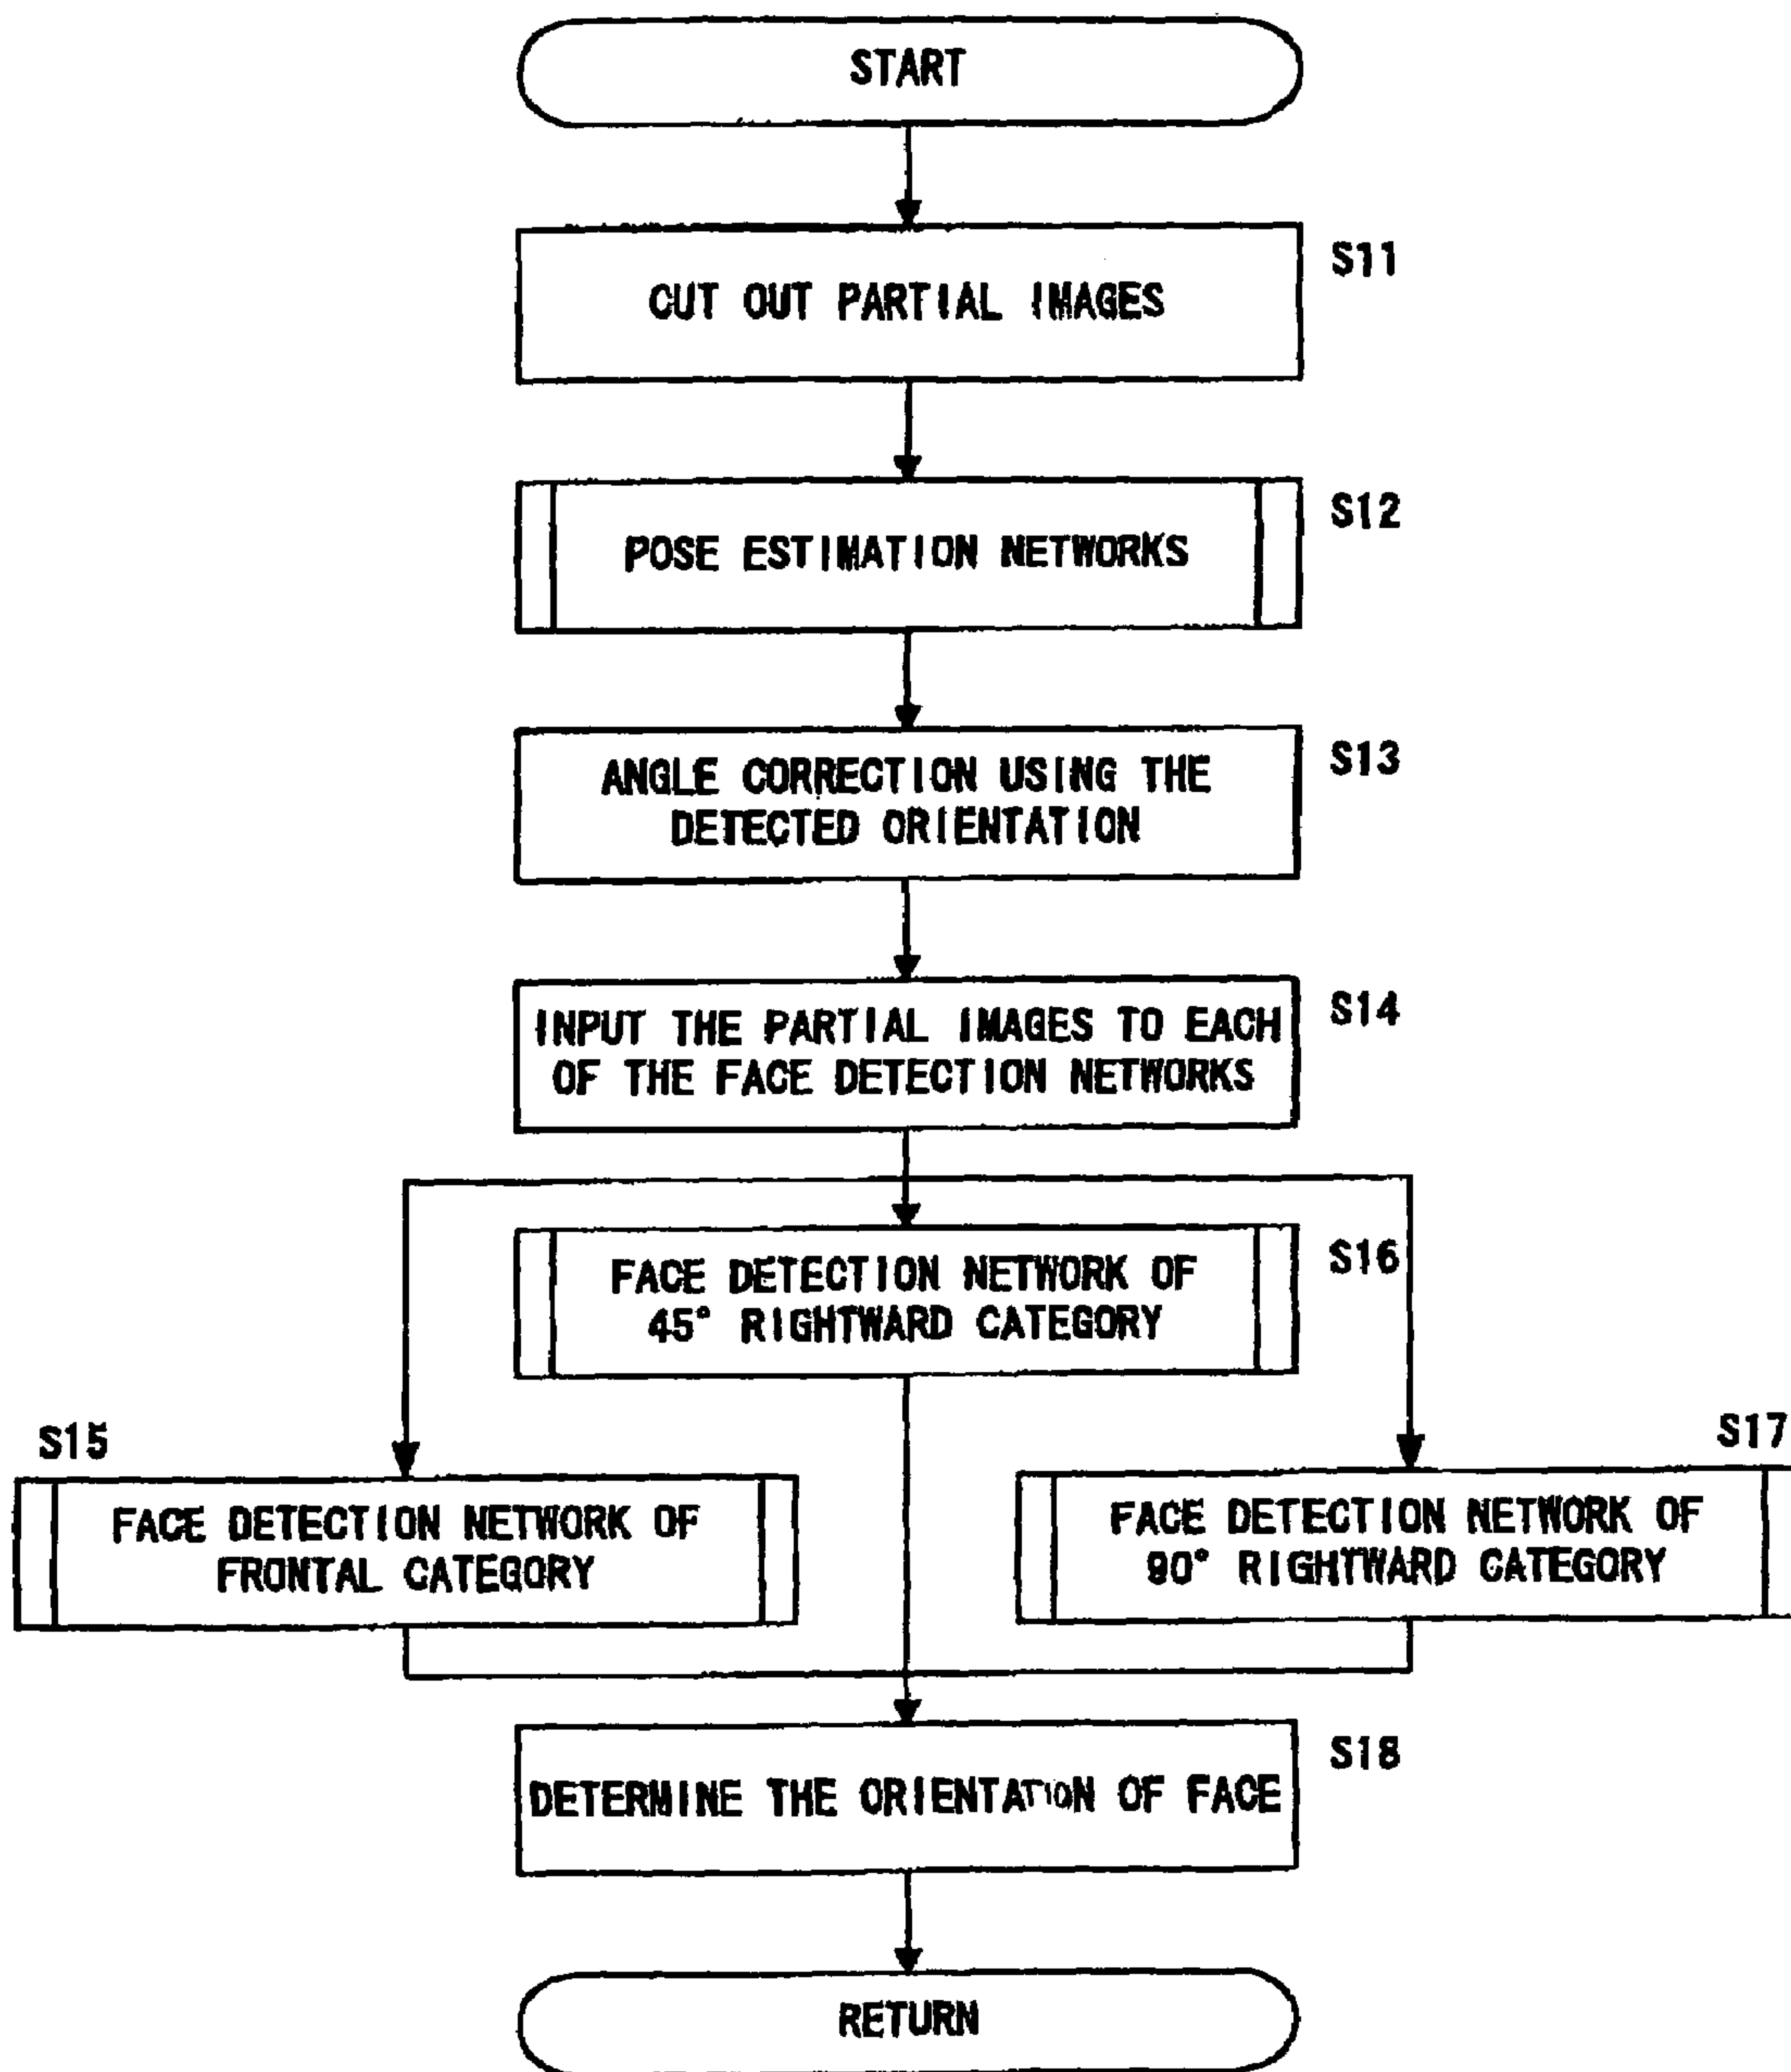 START
S11
CUT OUT PARTIAL IMAGES
S12
POSE ESTIMATION NETWORKS
S13
ANGLE CORRECTION USING THE
DETECTED ORIENTATION
S14
INPUT THE PARTIAL IMAGES TO EACH
OF THE FACE DETECTION NETWORKS
S16
FACE DETECTION NETWORK OF
45° RIGHTWARD CATEGORY
S15
FACE DETECTION NETWORK OF
FRONTAL CATEGORY
S17
FACE DETECTION NETWORK OF
90° RIGHTWARD CATEGORY
S18
DETERMINE THE ORIENTATION OF FACE
RETURN